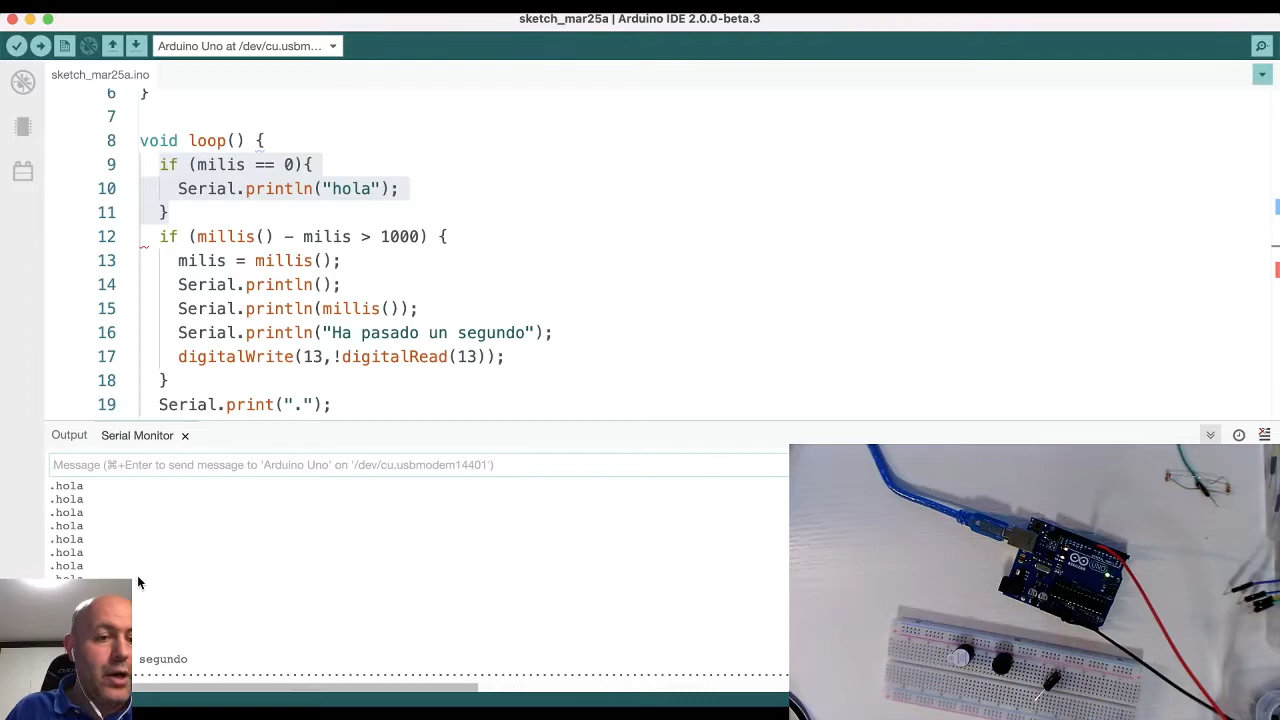 sketch_mar25a | Arduino IDE 2.0.0-beta.3
Arduino Uno at /dev/cu.usbm...
sketch_mar25a.ino
6 }
7
8 void loop() {
9 if (milis == 0){
10 Serial.println("hola");
11 }
12 if (millis() - milis > 1000) {
13 milis = millis();
14 Serial.println();
15 Serial.println(millis());
16 Serial.println("Ha pasado un segundo");
17 digitalWrite(13,!digitalRead(13));
18 }
19 Serial.print(".");
Output Serial Monitor
Message (⌘+Enter to send message to 'Arduino Uno' on '/dev/cu.usbmodem14401')
.hola
.hola
.hola
.hola
.hola
.hola
.hola
segundo
UNO